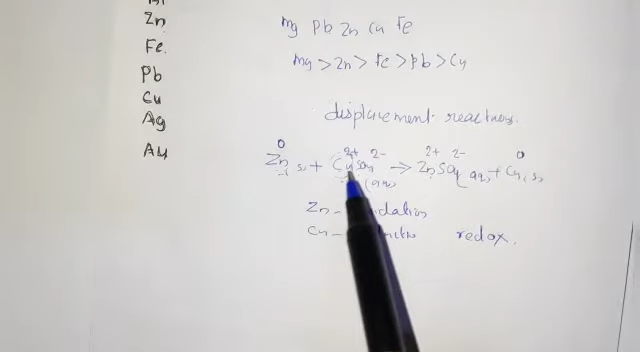 Zn
Fe
Pb
Cu
Ag
Au
Mg Pb Zn Cu Fe
Mg > Zn > Fe > Pb > Cu
displacement reactions.
0 2+ 2- 2+ 2- 0
Zn(s) + CuSO4 (aq) → ZnSO4 (aq) + Cu(s)
Zn -
Cu - redox.